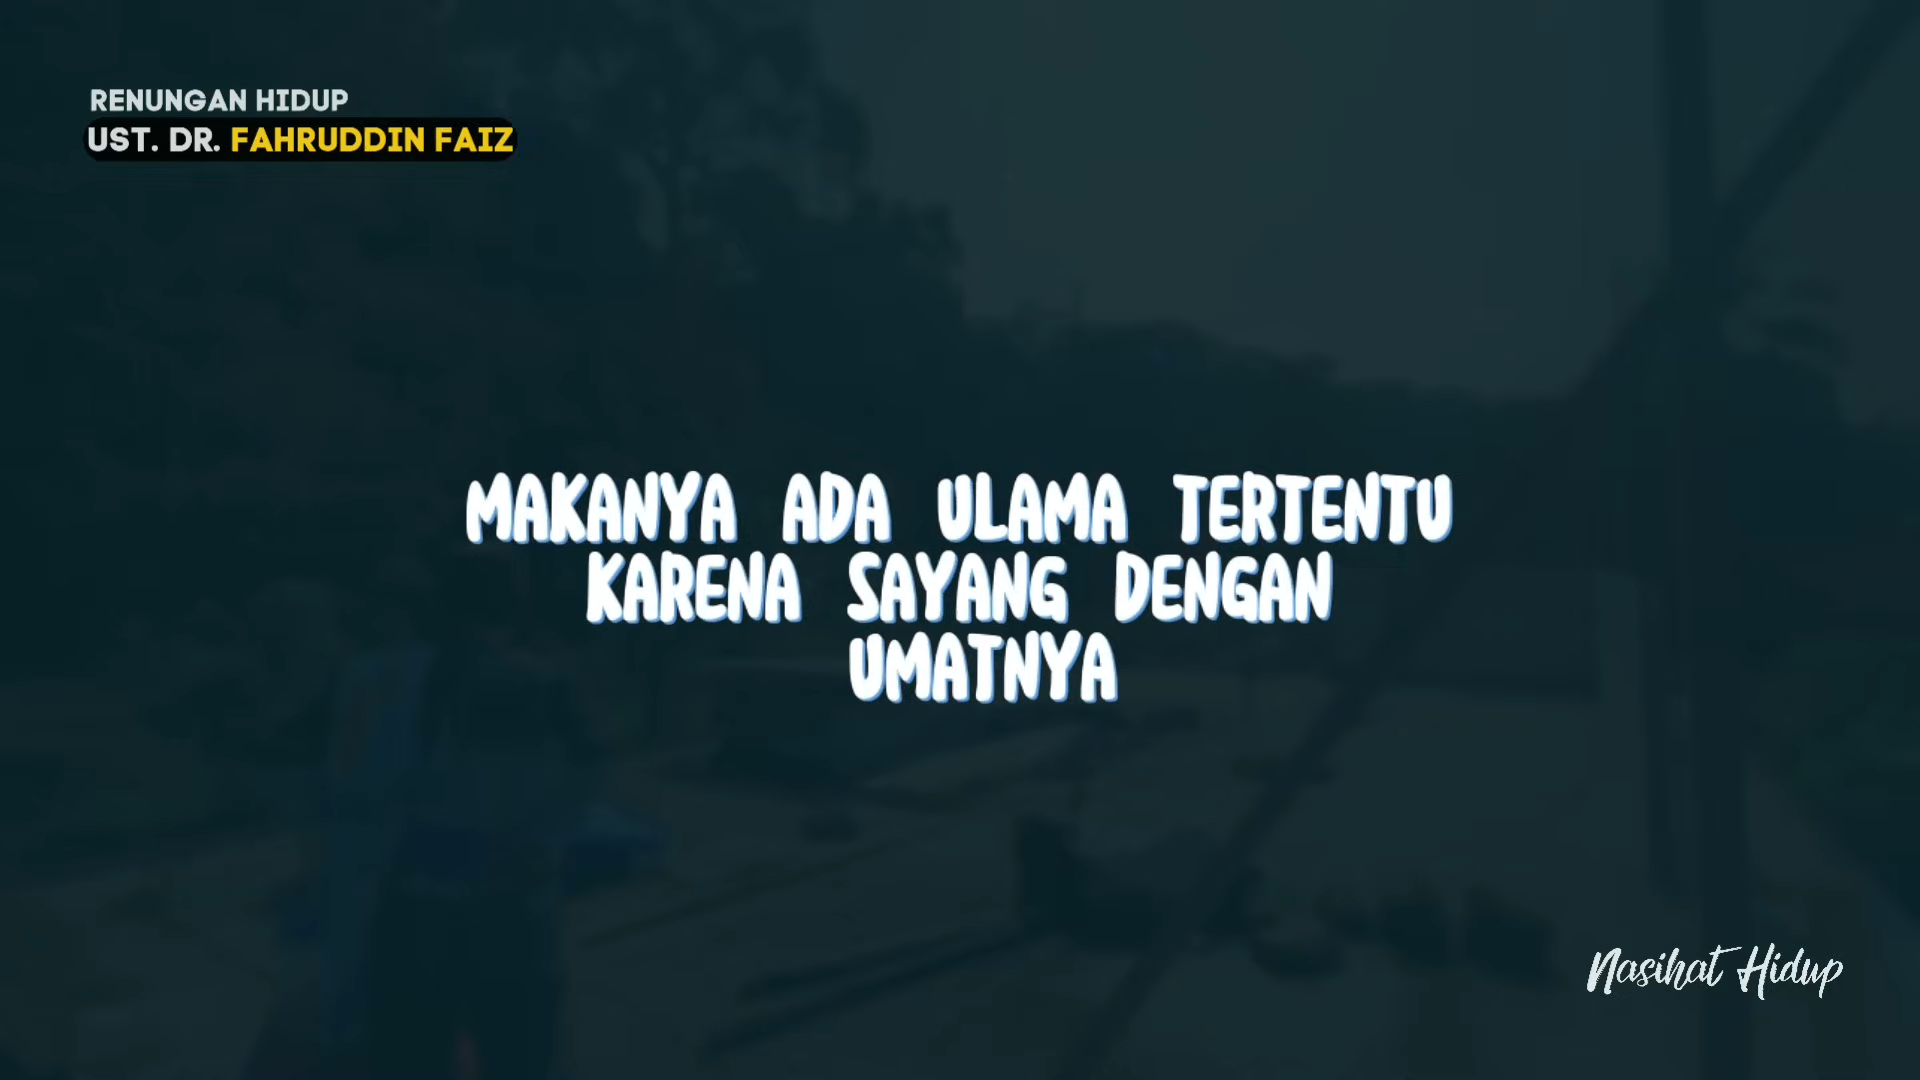 RENUNGAN HIDUP
UST. DR. FAHRUDDIN FAIZ
MAKANYA ADA ULAMA TERTENTU
KARENA SAYANG DENGAN
UMATNYA
Nasihat Hidup